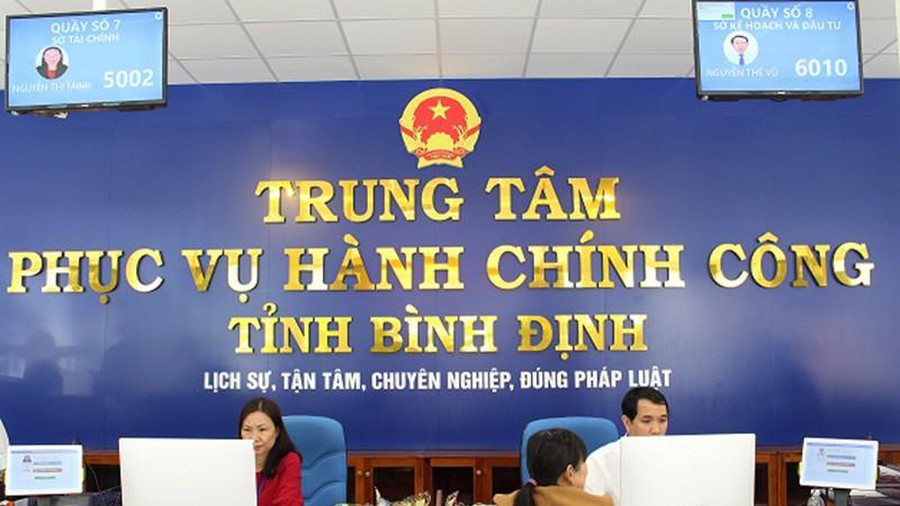 QUẦY SỐ 7
SỞ TÀI CHÍNH
NGUYỄN THỊ MINH
5002
QUẦY SỐ 8
SỞ KẾ HOẠCH VÀ ĐẦU TƯ
NGUYỄN THẾ VŨ
6010
TRUNG TÂM
PHỤC VỤ HÀNH CHÍNH CÔNG
TỈNH BÌNH ĐỊNH
LỊCH SỰ, TẬN TÂM, CHUYÊN NGHIỆP, ĐÚNG PHÁP LUẬT